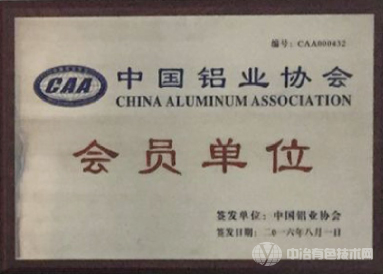 编号：CAA000432
CAA
中国铝业协会
CHINA ALUMINUM ASSOCIATION
会员单位
签发单位：中国铝业协会
签发日期：二〇一六年八月一日
中冶有色技术网